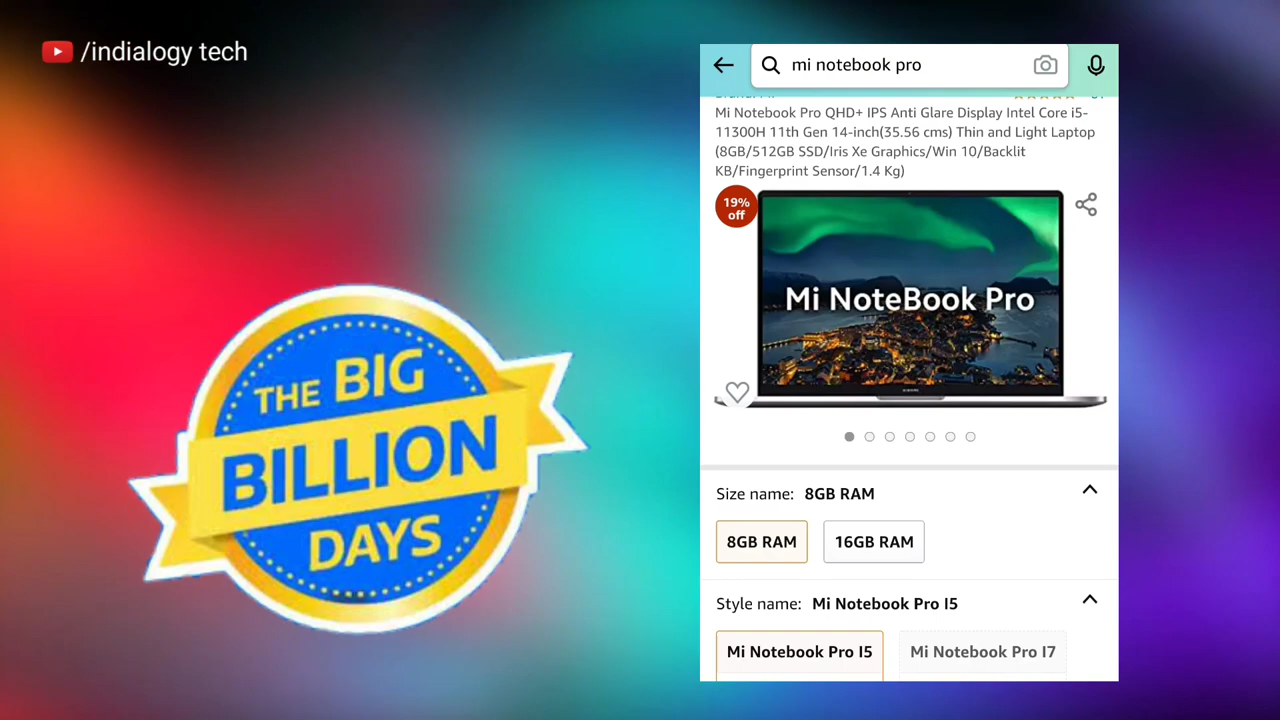 /indialogy tech
THE BIG
BILLION
DAYS
mi notebook pro
Mi Notebook Pro QHD+ IPS Anti Glare Display Intel Core i5-
11300H 11th Gen 14-inch(35.56 cms) Thin and Light Laptop
(8GB/512GB SSD/Iris Xe Graphics/Win 10/Backlit
KB/Fingerprint Sensor/1.4 Kg)
19%
off
Mi NoteBook Pro
Size name: 8GB RAM
8GB RAM 16GB RAM
Style name: Mi Notebook Pro I5
Mi Notebook Pro I5 Mi Notebook Pro I7